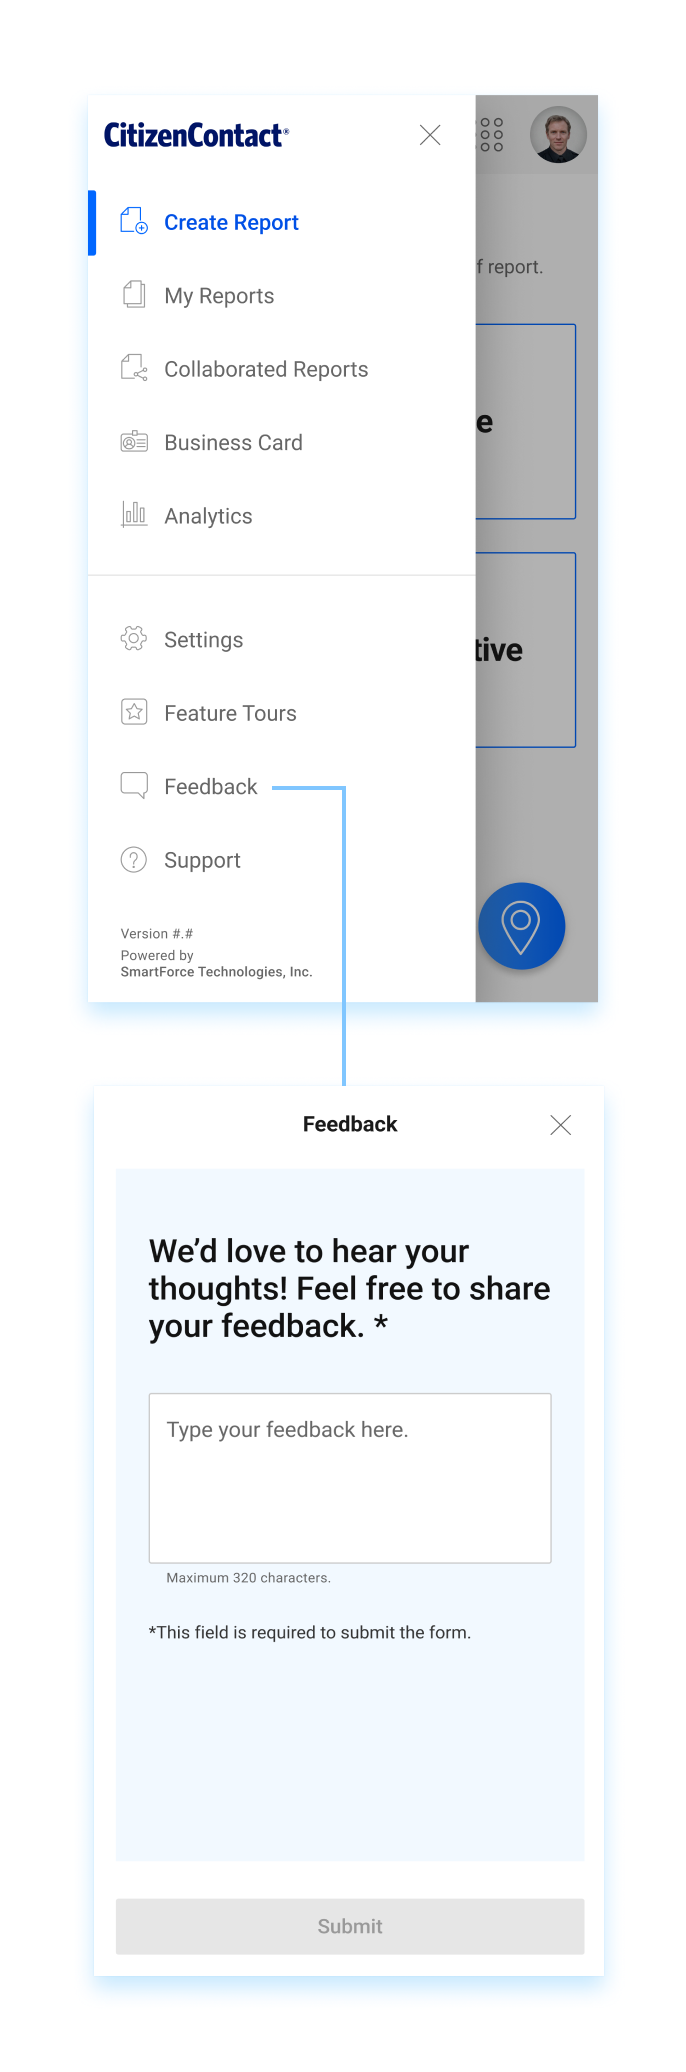 CitizenContact®
Create Report
f report.
My Reports
Collaborated Reports
e
Business Card
Analytics
Settings
tive
Feature Tours
Feedback
Support
Version #.#
Powered by
SmartForce Technologies, Inc.
Feedback
We’d love to hear your
thoughts! Feel free to share
your feedback. *
Type your feedback here.
Maximum 320 characters.
*This field is required to submit the form.
Submit